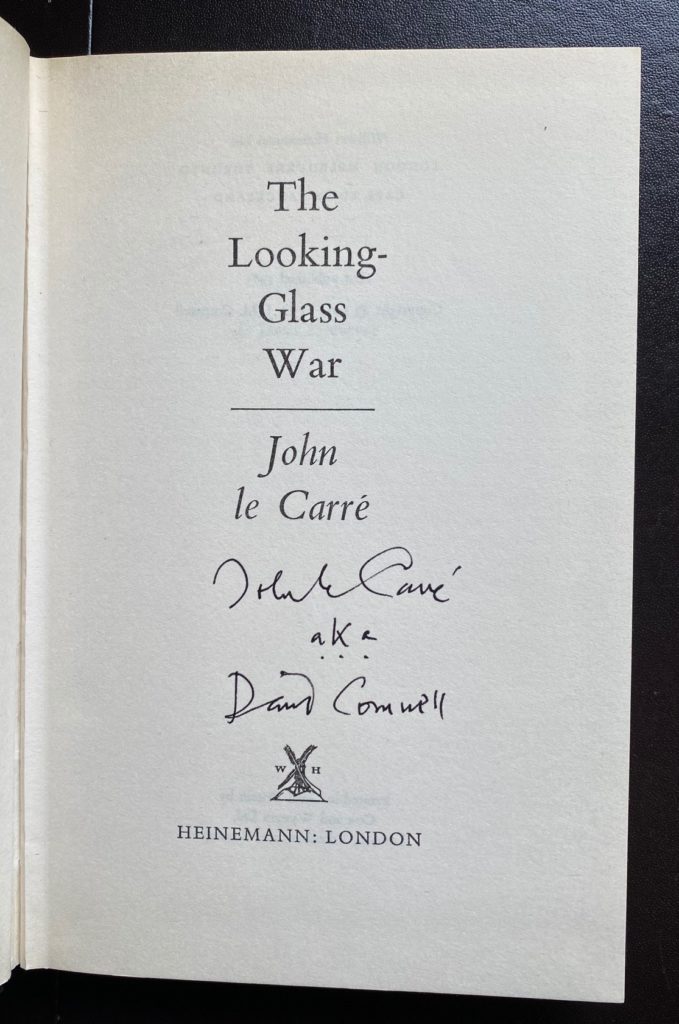 The
Looking-
Glass
War
John
le Carré
John le Carré
aka
David Cornwell
W H
HEINEMANN: LONDON